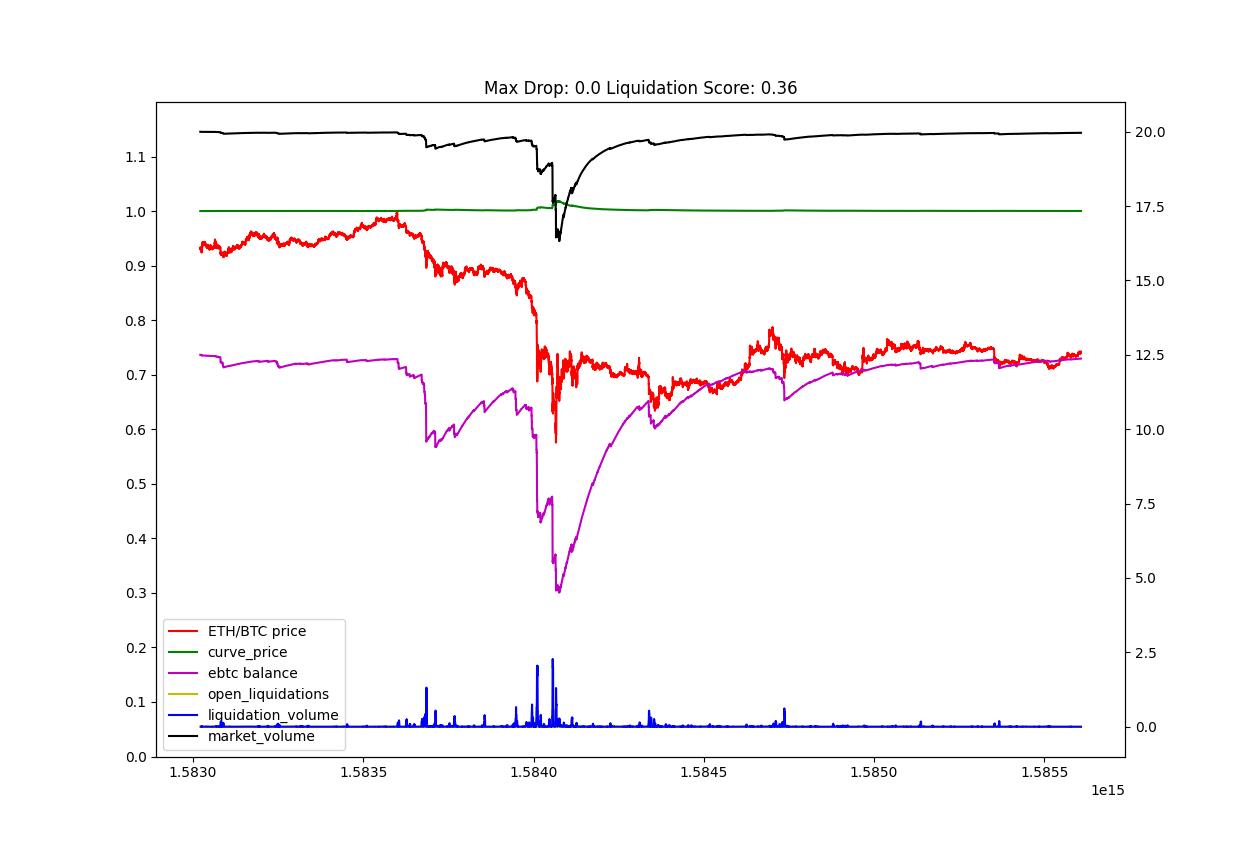 Max Drop: 0.0 Liquidation Score: 0.36
1.1
1.0
0.9
0.8
0.7
0.6
0.5
0.4
0.3
0.2
0.1
0.0
20.0
17.5
15.0
12.5
10.0
7.5
5.0
2.5
0.0
ETH/BTC price
curve_price
ebtc balance
open_liquidations
liquidation_volume
market_volume
1.5830 1.5835 1.5840 1.5845 1.5850 1.5855
1e15